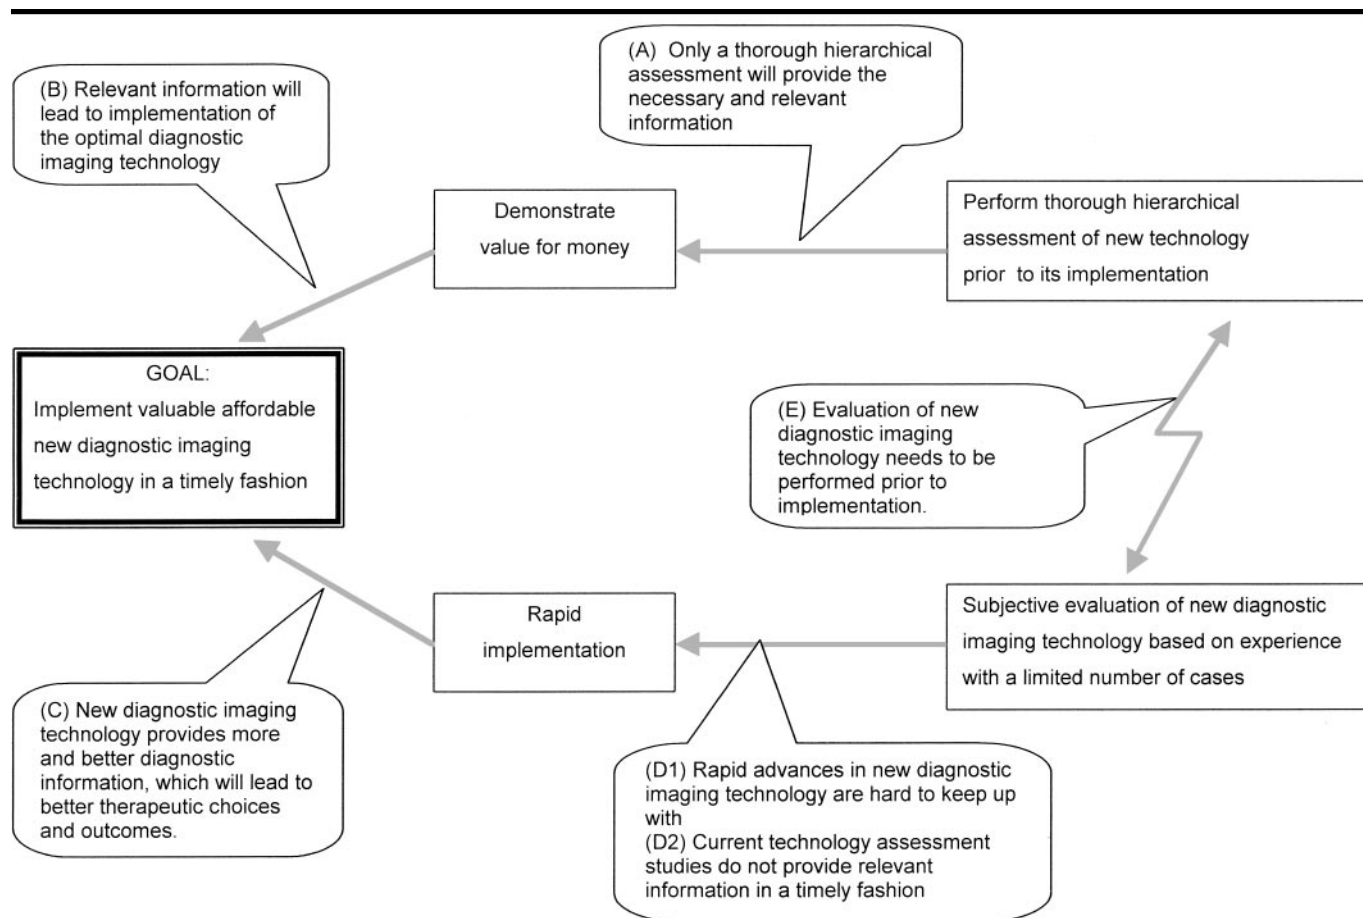 (A) Only a thorough hierarchical
assessment will provide the
necessary and relevant
information
(B) Relevant information will
lead to implementation of
the optimal diagnostic
imaging technology
Demonstrate
value for money
Perform thorough hierarchical
assessment of new technology
prior to its implementation
GOAL:
Implement valuable affordable
new diagnostic imaging
technology in a timely fashion
(E) Evaluation of new
diagnostic imaging
technology needs to be
performed prior to
implementation.
Rapid
implementation
Subjective evaluation of new diagnostic
imaging technology based on experience
with a limited number of cases
(C) New diagnostic imaging
technology provides more
and better diagnostic
information, which will lead to
better therapeutic choices
and outcomes.
(D1) Rapid advances in new diagnostic
imaging technology are hard to keep up
with
(D2) Current technology assessment
studies do not provide relevant
information in a timely fashion